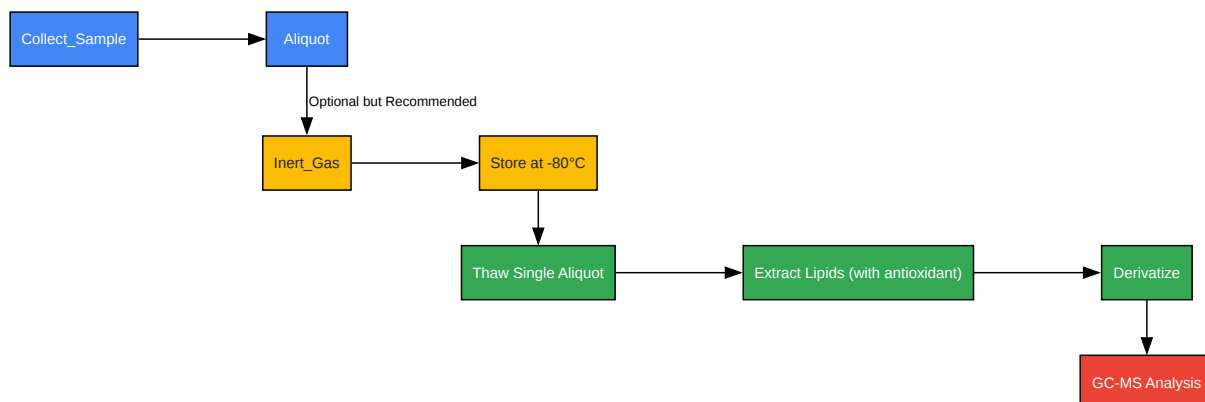 Collect_Sample
Aliquot
Optional but Recommended
Inert_Gas
Store at -80°C
Thaw Single Aliquot
Extract Lipids (with antioxidant)
Derivatize
GC-MS Analysis